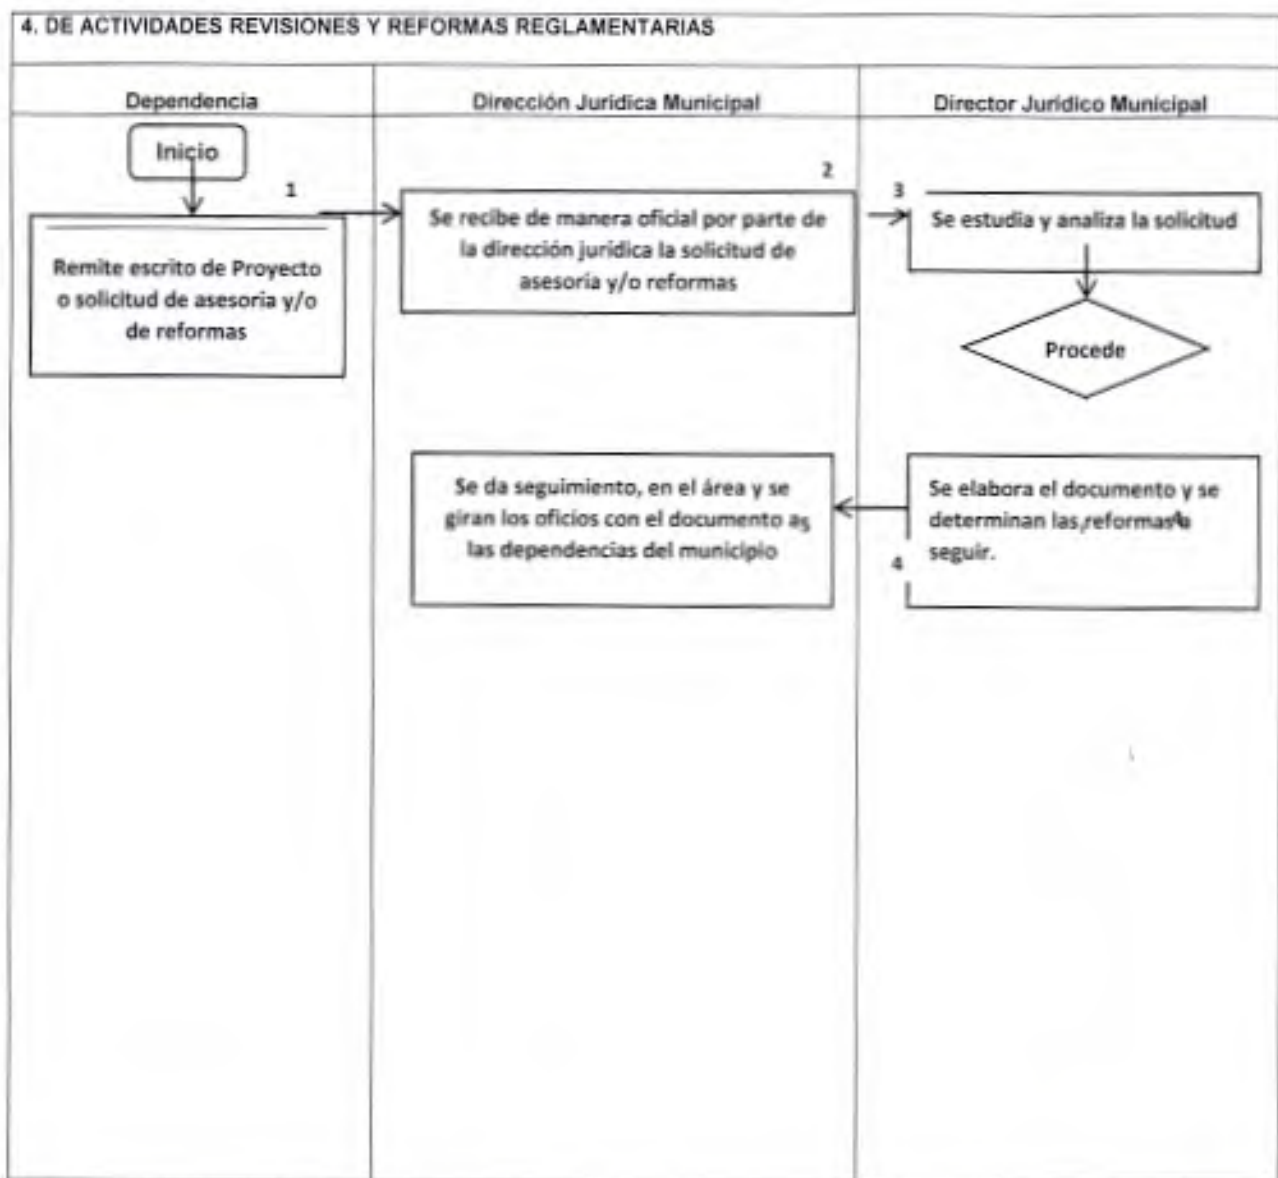 4. DE ACTIVIDADES REVISIONES Y REFORMAS REGLAMENTARIAS
Dependencia
Dirección Jurídica Municipal
Director Jurídico Municipal
Inicio
1
Remite escrito de Proyecto
o solicitud de asesoria y/o
de reformas
2
Se recibe de manera oficial por parte de
la dirección jurídica la solicitud de
asesoria y/o reformas
3
Se estudia y analiza la solicitud
Procede
Se elabora el documento y se
determinan las reformas a
seguir.
4
Se da seguimiento, en el área y se
giran los oficios con el documento a
las dependencias del municipio
5